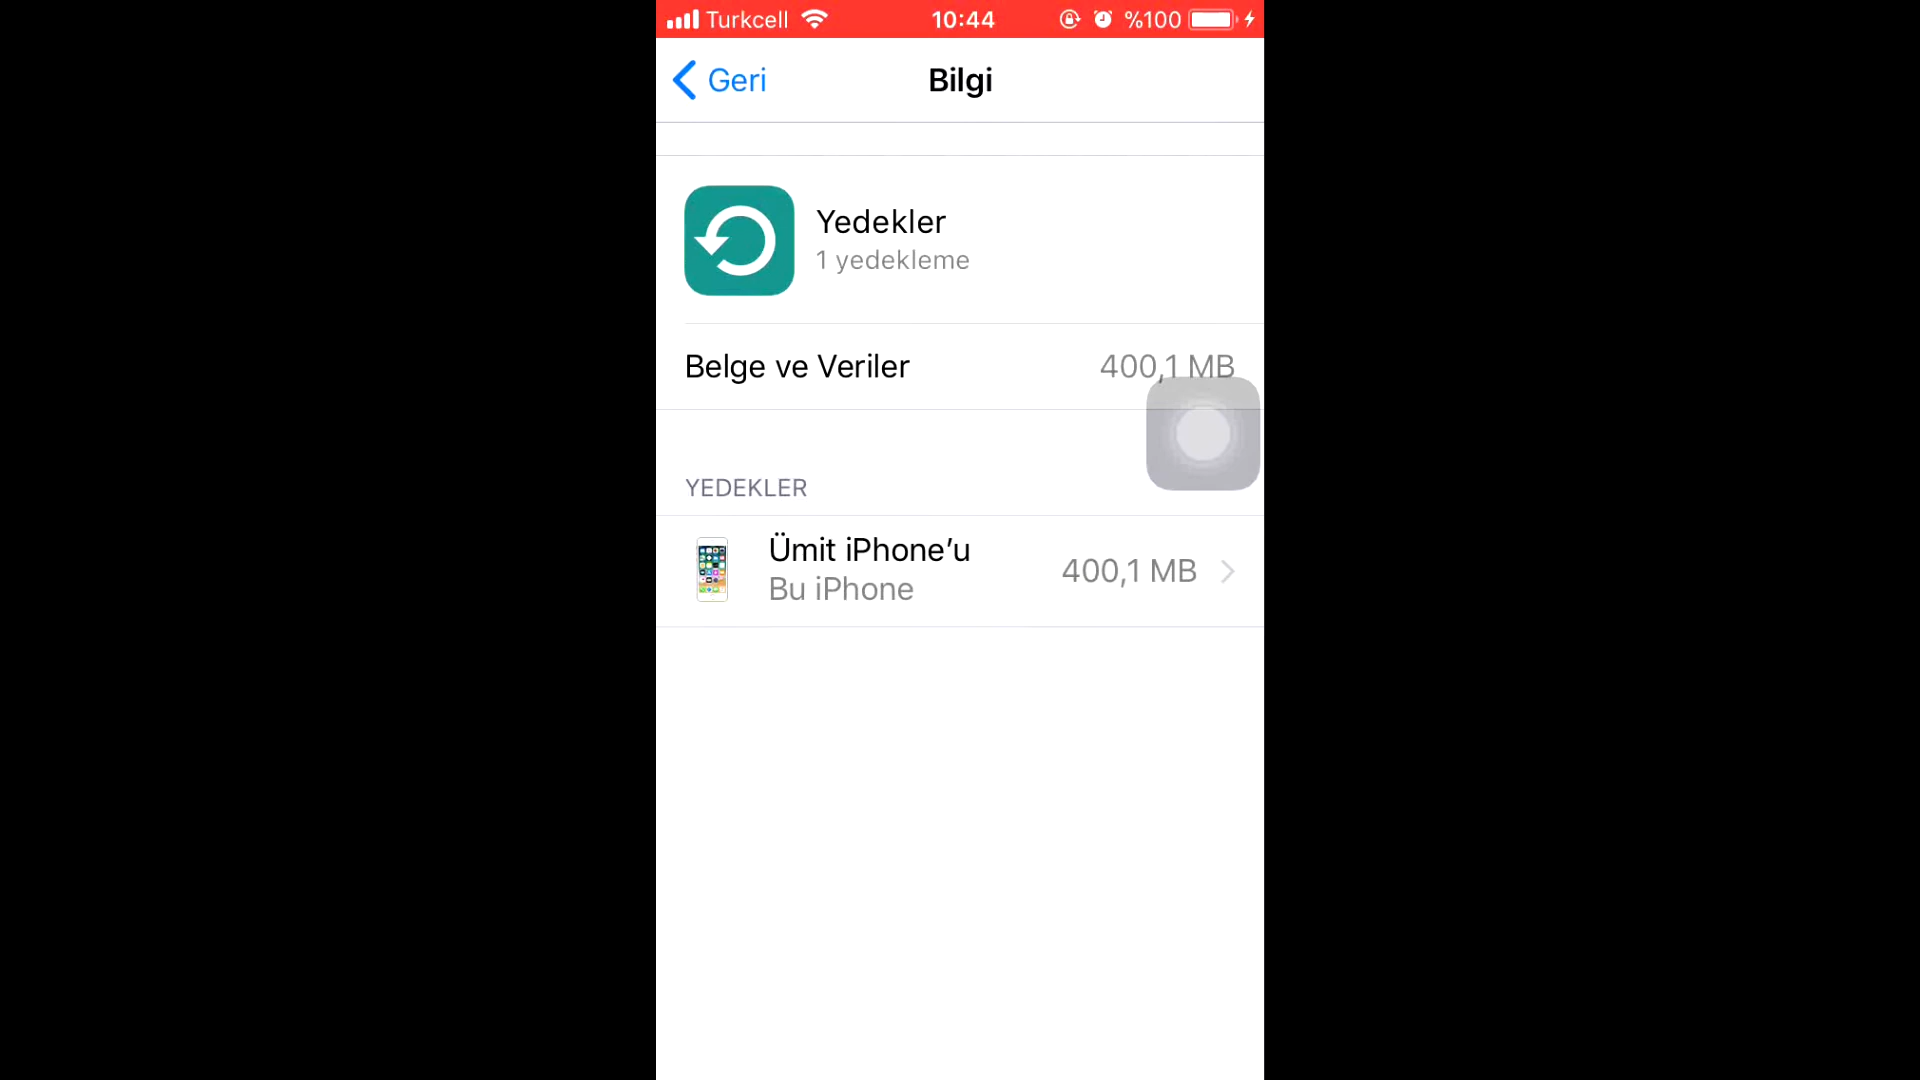 Turkcell 10:44 %100
Geri Bilgi
Yedekler
1 yedekleme
Belge ve Veriler 400,1 MB
YEDEKLER
Ümit iPhone’u 400,1 MB
Bu iPhone